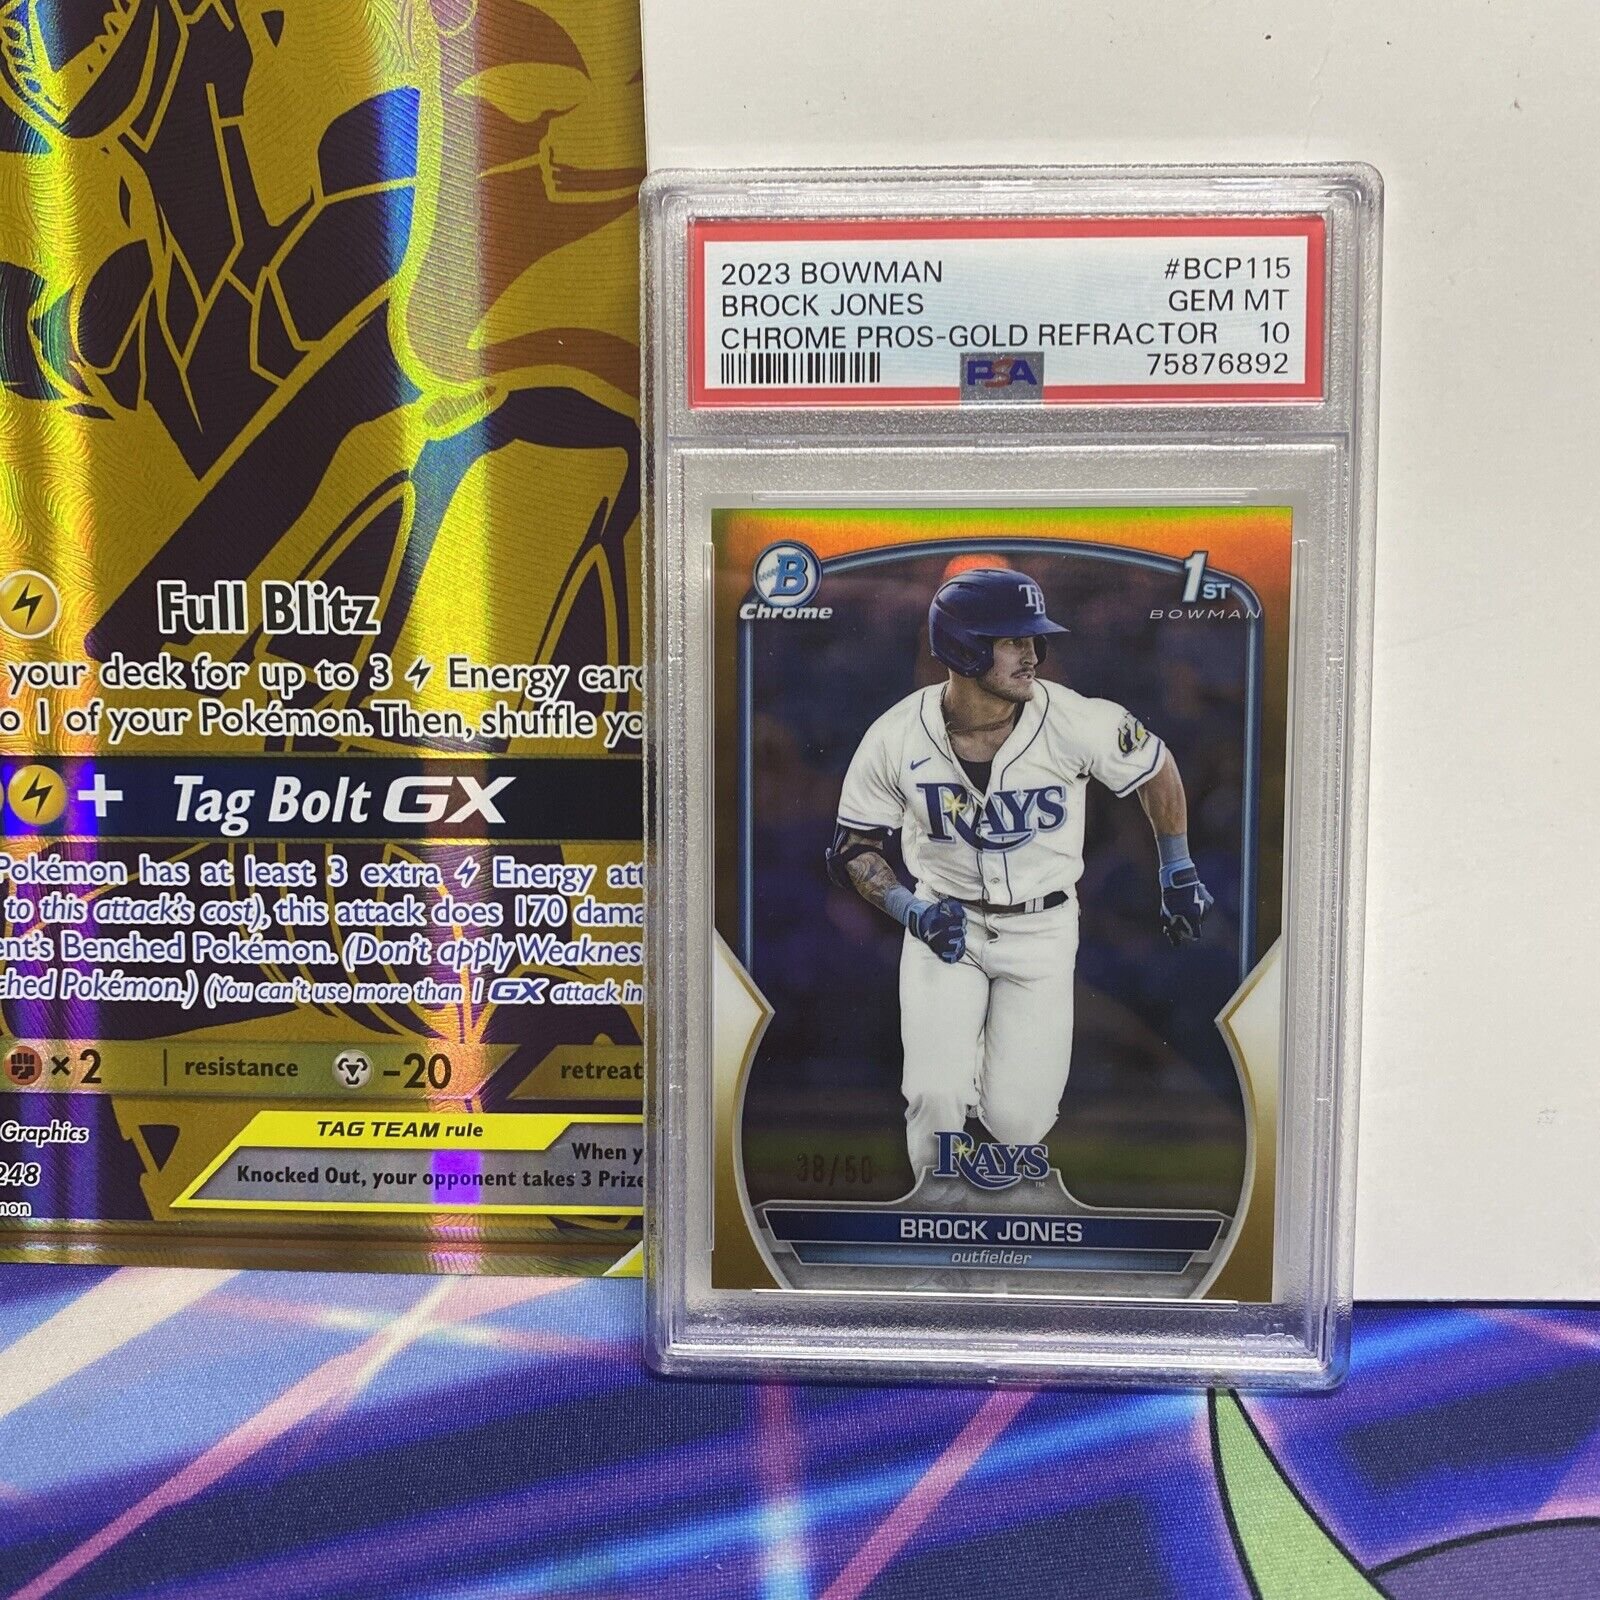 Full Blitz
your deck for up to 3 Energy card
o 1 of your Pokémon. Then, shuffle yo
+ Tag Bolt GX
Pokémon has at least 3 extra Energy att
to this attack's cost), this attack does 170 dama
ent's Benched Pokémon. (Don't apply Weaknes
ched Pokémon.) (You can't use more than 1 GX attack in
×2 resistance -20 retreat
Graphics
TAG TEAM rule
When y
248
Knocked Out, your opponent takes 3 Prize
mon
2023 BOWMAN #BCP115
BROCK JONES GEM MT
CHROME PROS-GOLD REFRACTOR 10
PSA 75876892
B
Chrome
1ST
BOWMAN
TB
RAYS
38/50
RAYS
TM
BROCK JONES
outfielder